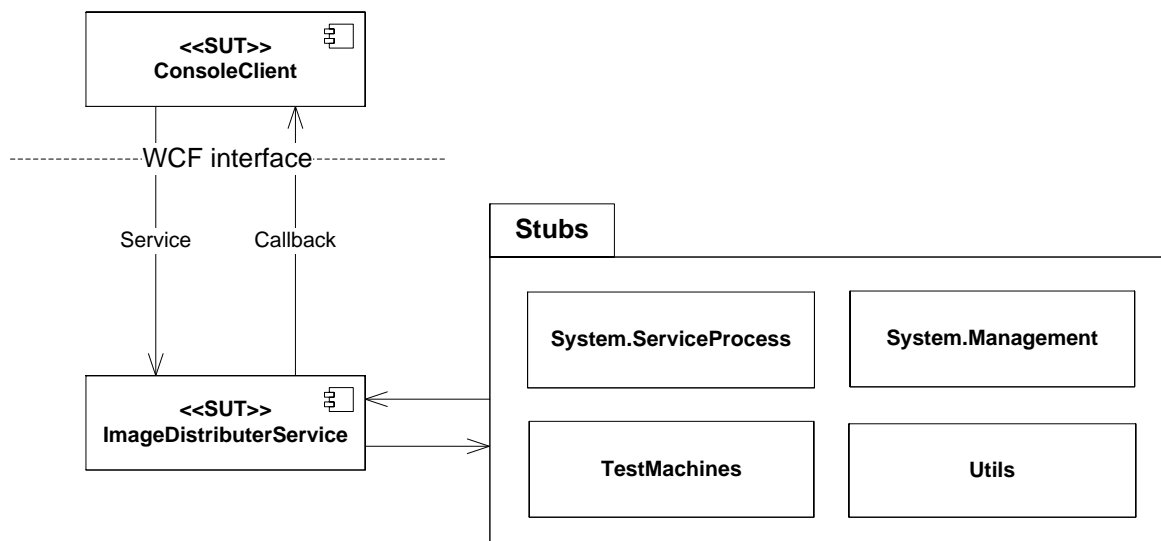 <<SUT>>
ConsoleClient
WCF interface
Service
Callback
Stubs
System.ServiceProcess
System.Management
<<SUT>>
ImageDistributerService
TestMachines
Utils